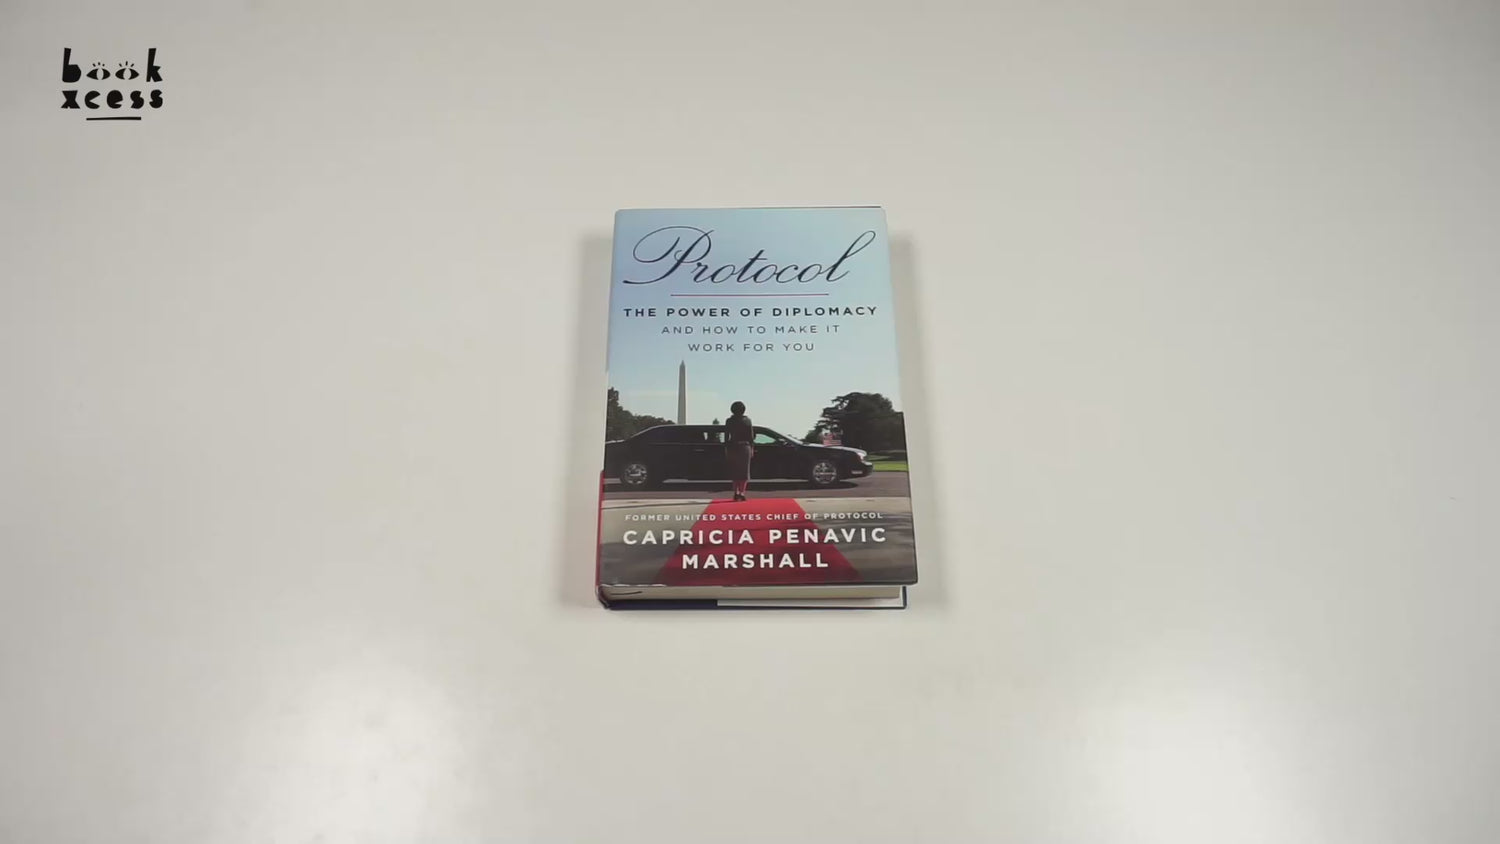 book
xcess
Protocol
THE POWER OF DIPLOMACY
AND HOW TO MAKE IT
WORK FOR YOU
FORMER UNITED STATES CHIEF OF PROTOCOL
CAPRICIA PENAVIC
MARSHALL